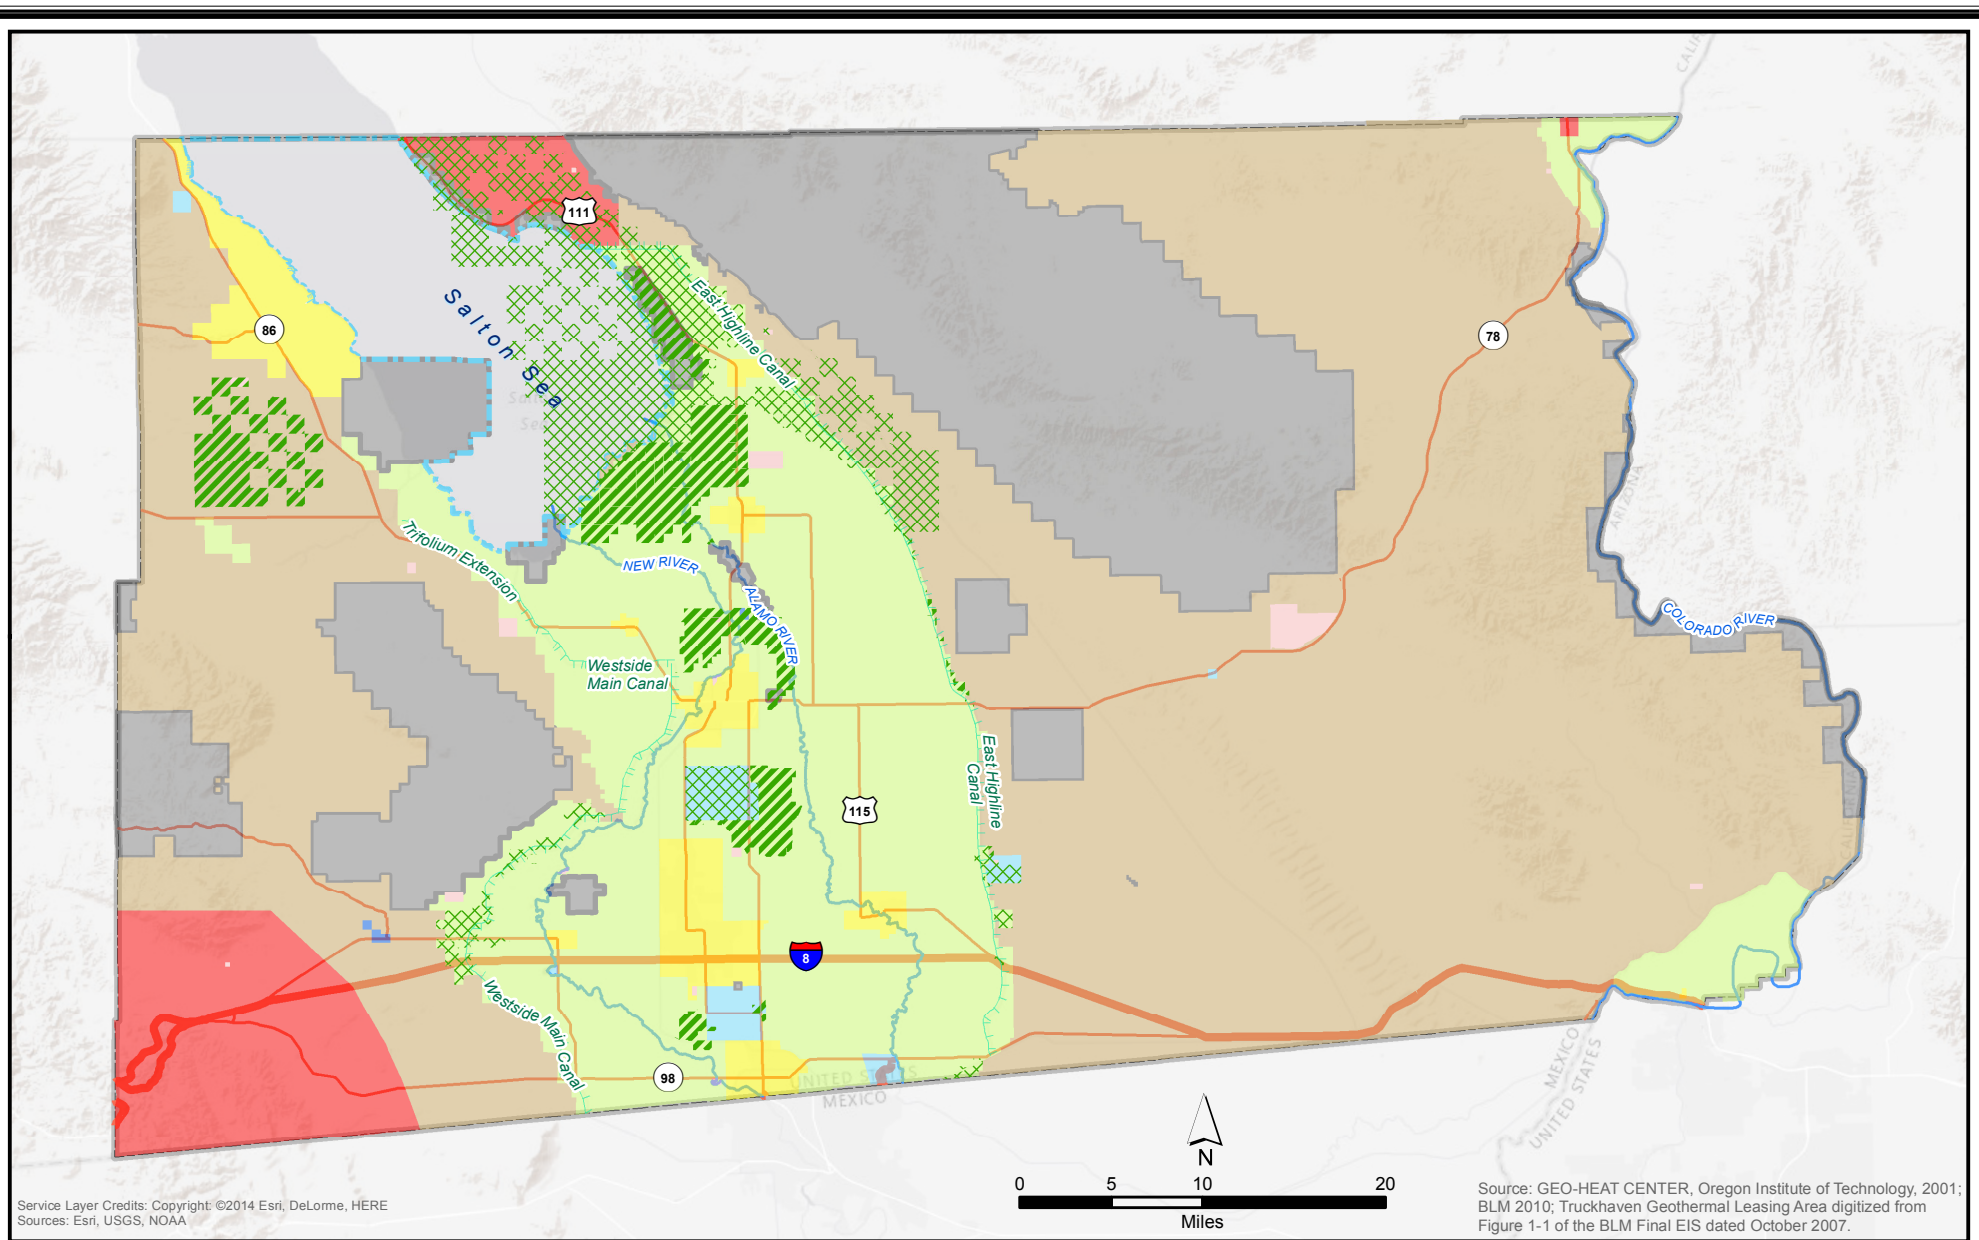 CALIF
111
East Highline Canal
Salton Sea
86
78
ARIZONA
Trifolium Extension
NEW RIVER
ALAMO RIVER
COLORADO RIVER
Westside
Main Canal
East Highline
Canal
115
CALIFORNIA
8
Westside Main Canal
98
UNITED STATES
MEXICO
MEXICO
UNITED STATES
N
0 5 10 20
Miles
Service Layer Credits: Copyright: ©2014 Esri, DeLorme, HERE
Sources: Esri, USGS, NOAA
Source: GEO-HEAT CENTER, Oregon Institute of Technology, 2001;
BLM 2010; Truckhaven Geothermal Leasing Area digitized from
Figure 1-1 of the BLM Final EIS dated October 2007.